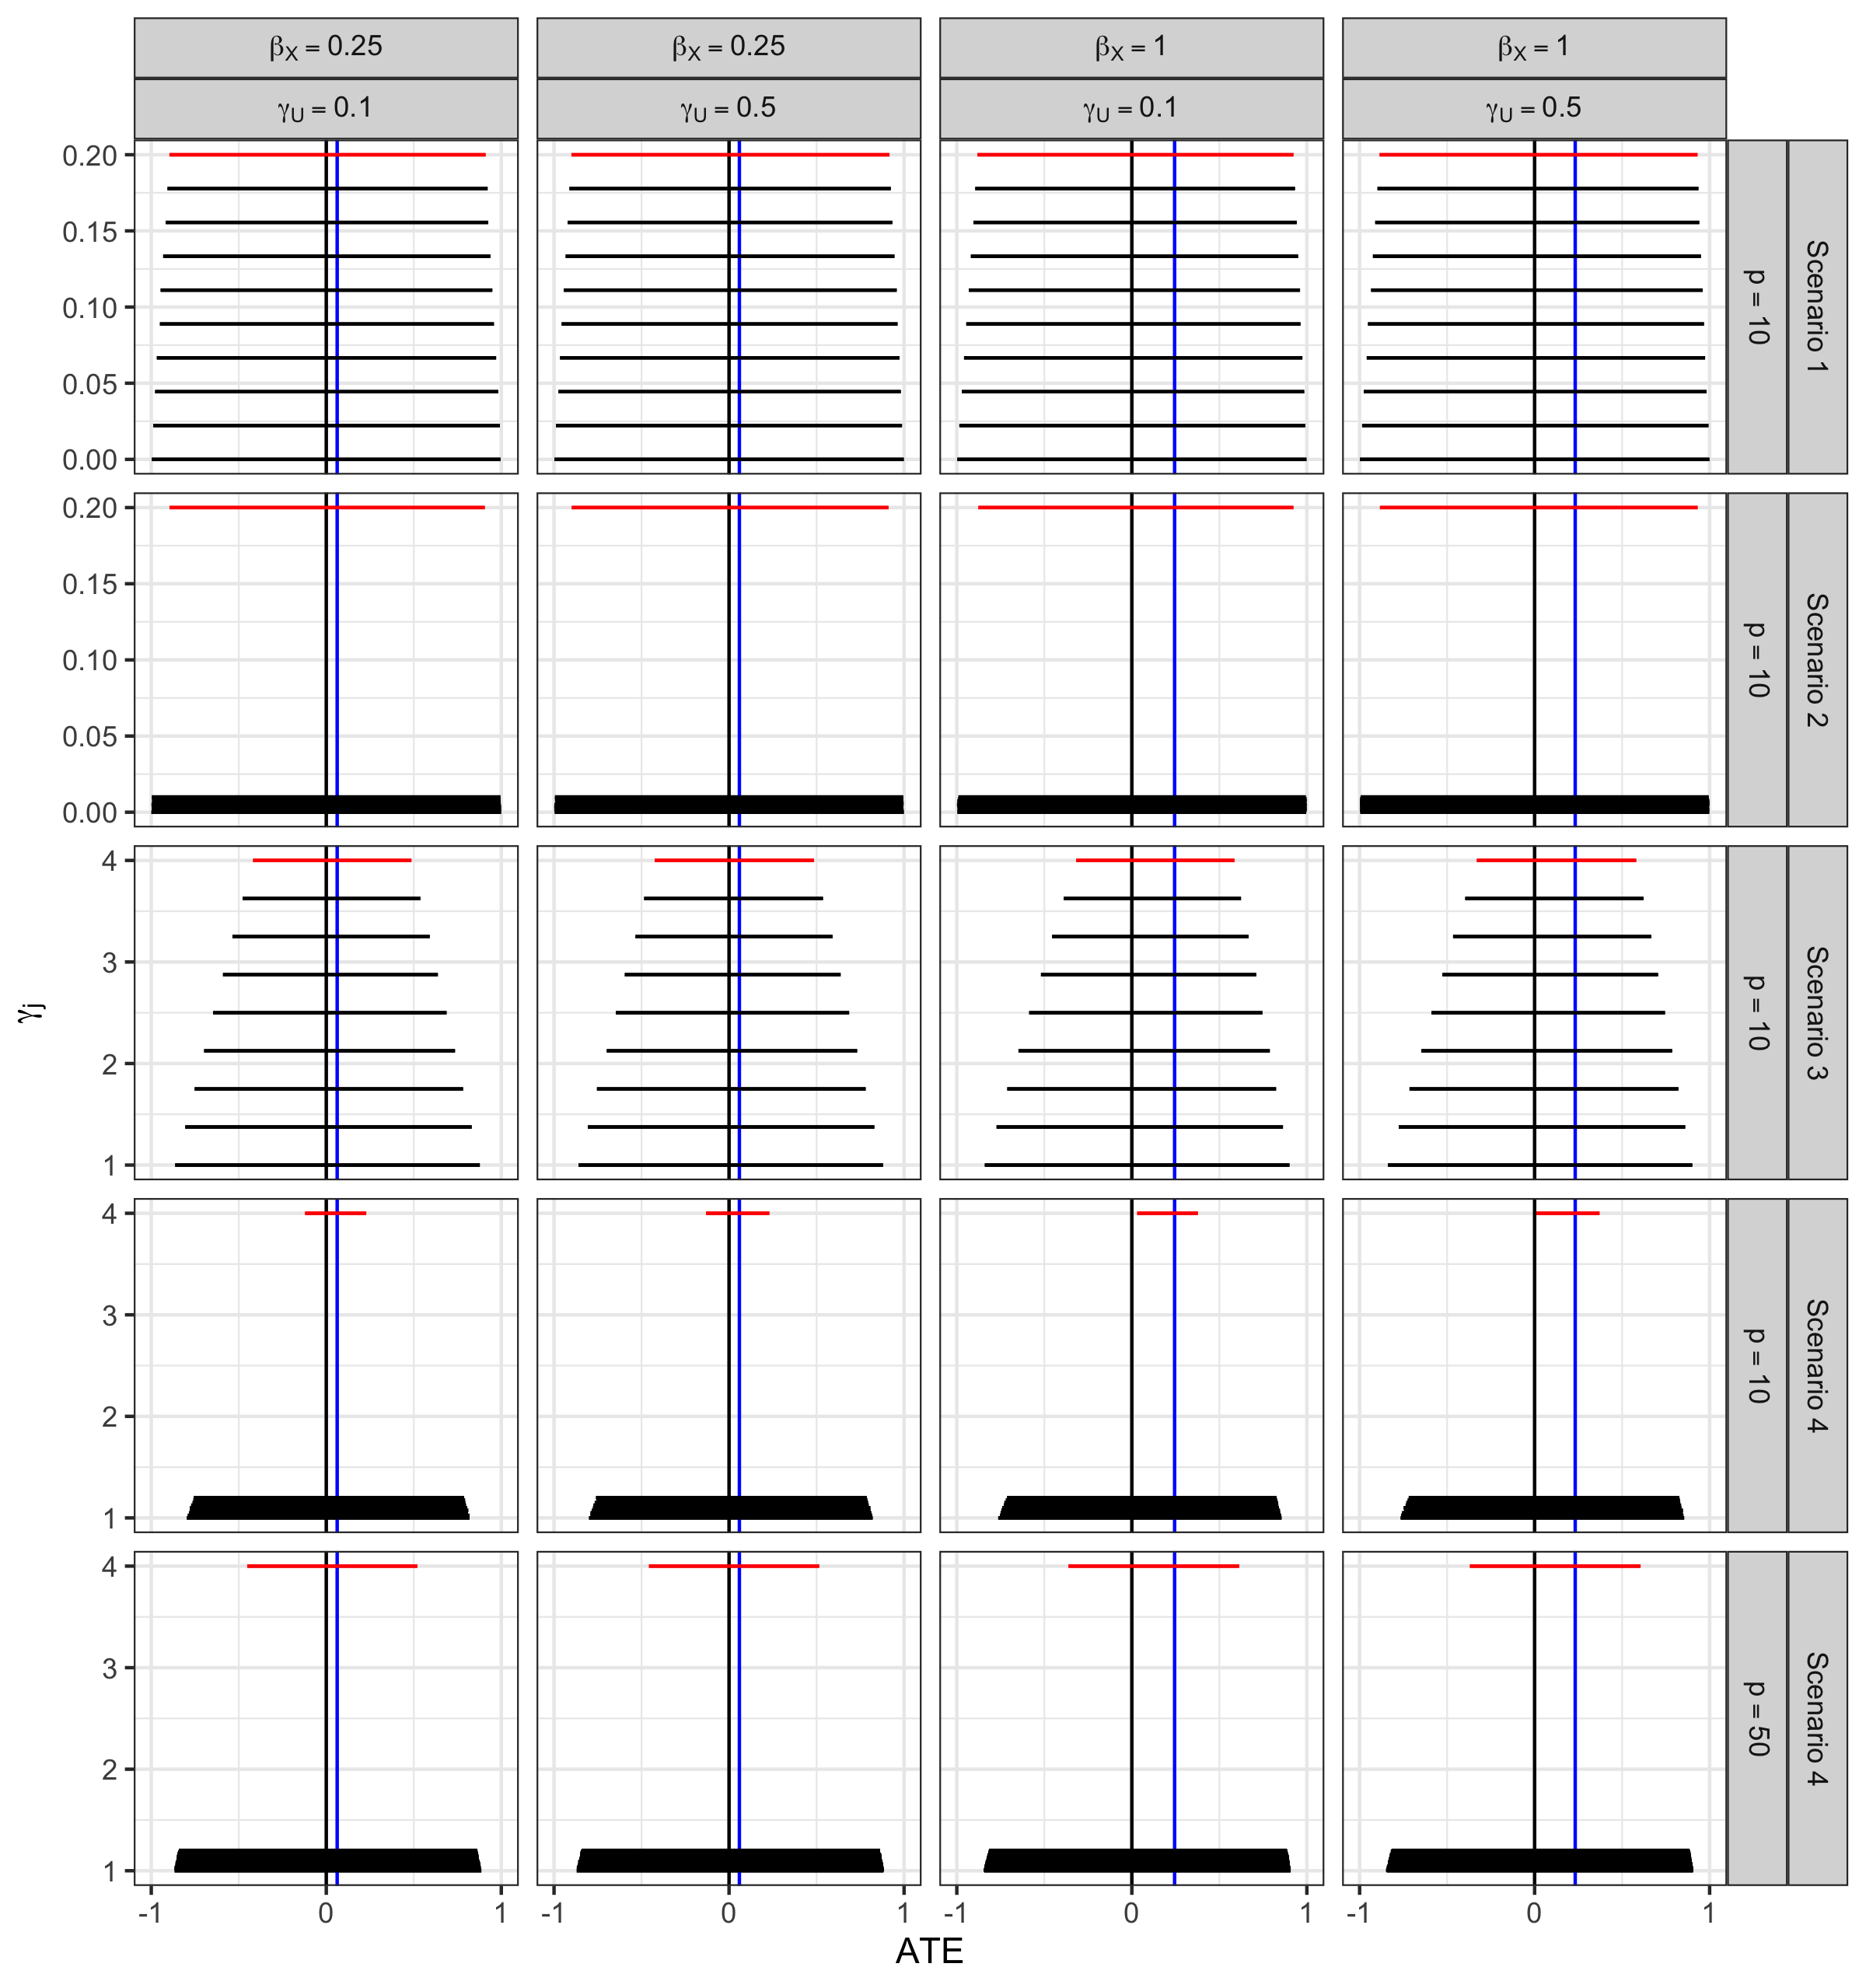 βX = 0.25
βX = 0.25
βX = 1
βX = 1
γU = 0.1
γU = 0.5
γU = 0.1
γU = 0.5
0.20
0.15
0.10
0.05
0.00
p = 10
Scenario 1
0.20
0.15
0.10
0.05
0.00
p = 10
Scenario 2
4
3
2
1
p = 10
Scenario 3
γj
4
3
2
1
p = 10
Scenario 4
4
3
2
1
p = 50
Scenario 4
-1 0 1
-1 0 1
-1 0 1
-1 0 1
ATE